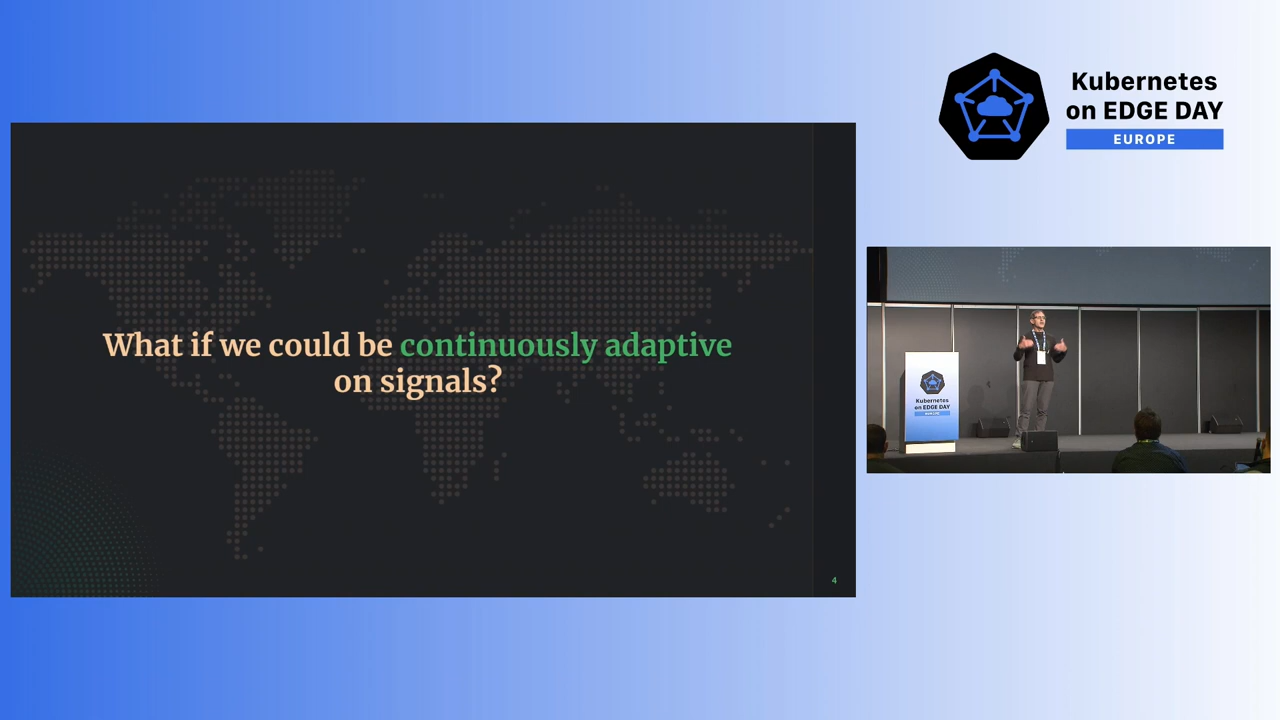 Kubernetes
on EDGE DAY
EUROPE
What if we could be continuously adaptive
on signals?
4
Kubernetes
on EDGE DAY
EUROPE